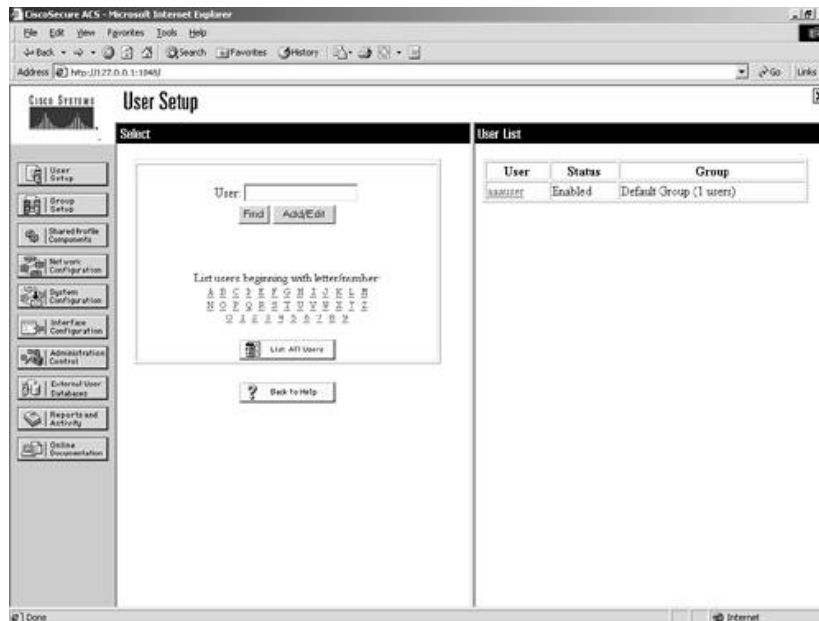 CiscoSecure ACS - Microsoft Internet Explorer
File Edit View Favorites Tools Help
Back Search Favorites History
Address http://127.0.0.1:1048/ Go Links
CISCO SYSTEMS
User Setup
Select
User:
Find Add/Edit
List users beginning with letter/number:
A B C D E F G H I J K L M
N O P Q R S T U V W X Y Z
0 1 2 3 4 5 6 7 8 9
List All Users
Back to Help
User List
User Status Group
aaauser Enabled Default Group (1 users)
User Setup
Group Setup
Shared Profile Components
Network Configuration
System Configuration
Interface Configuration
Administration Control
External User Databases
Reports and Activity
Online Documentation
Done
Internet